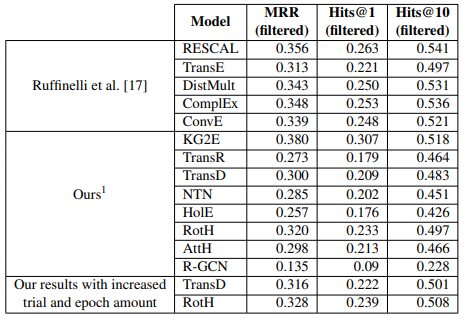 Model MRR (filtered) Hits@1 (filtered) Hits@10 (filtered)
Ruffinelli et al. [17]
RESCAL 0.356 0.263 0.541
TransE 0.313 0.221 0.497
DistMult 0.343 0.250 0.531
ComplEx 0.348 0.253 0.536
ConvE 0.339 0.248 0.521
Ours1
KG2E 0.380 0.307 0.518
TransR 0.273 0.179 0.464
TransD 0.300 0.209 0.483
NTN 0.285 0.202 0.451
HolE 0.257 0.176 0.426
RotH 0.320 0.233 0.497
AttH 0.298 0.213 0.466
R-GCN 0.135 0.09 0.228
Our results with increased
trial and epoch amount
TransD 0.316 0.222 0.501
RotH 0.328 0.239 0.508